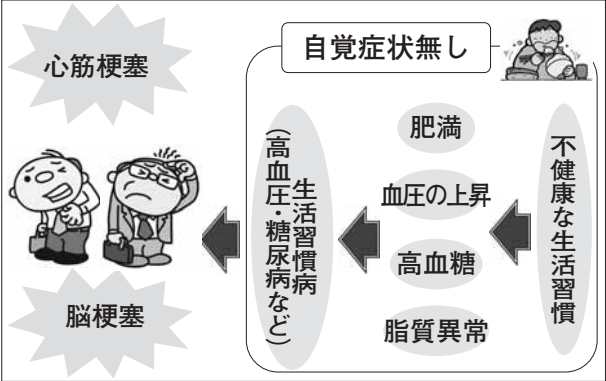 心筋梗塞
自覚症状無し
肥満
血圧の上昇
高血糖
脂質異常
不健康な生活習慣
生活習慣病
(高血圧・糖尿病など)
脳梗塞